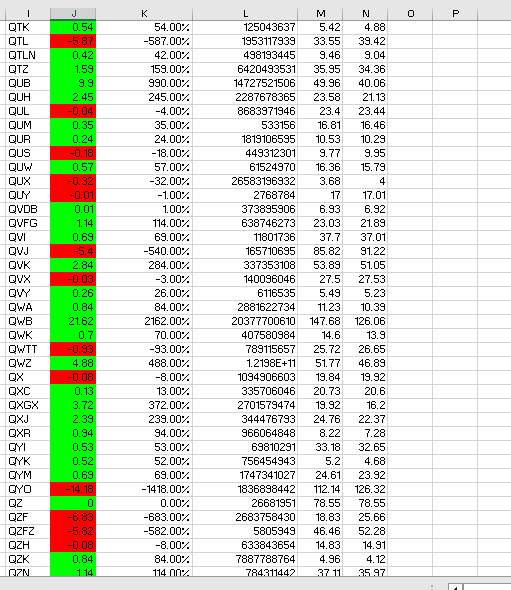 I J K L M N O P
QTK 0.54 54.00% 125043637 5.42 4.88
QTL -5.87 -587.00% 1953117939 33.55 39.42
QTLN 0.42 42.00% 498193445 9.46 9.04
QTZ 1.59 159.00% 6420493531 35.95 34.36
QUB 9.9 990.00% 14727521506 49.96 40.06
QUH 2.45 245.00% 2287678365 23.58 21.13
QUL -0.04 -4.00% 8683971946 23.4 23.44
QUM 0.35 35.00% 533156 16.81 16.46
QUR 0.24 24.00% 1819106595 10.53 10.29
QUS -0.18 -18.00% 449312301 9.77 9.95
QUW 0.57 57.00% 61524970 16.36 15.79
QUX -0.32 -32.00% 26583196932 3.68 4
QUY -0.01 -1.00% 2768784 17 17.01
QVDB 0.01 1.00% 373895906 6.93 6.92
QVFG 1.14 114.00% 638746273 23.03 21.89
QVI 0.69 69.00% 11801736 37.7 37.01
QVJ -5.4 -540.00% 165710695 85.82 91.22
QVK 2.84 284.00% 337353108 53.89 51.05
QVX -0.03 -3.00% 140096046 27.5 27.53
QVY 0.26 26.00% 6116535 5.49 5.23
QWA 0.84 84.00% 2881622734 11.23 10.39
QWB 21.62 2162.00% 20377700610 147.68 126.06
QWK 0.7 70.00% 407580984 14.6 13.9
QWTT -0.93 -93.00% 789115657 25.72 26.65
QWZ 4.88 488.00% 1.2198E+11 51.77 46.89
QX -0.08 -8.00% 1094906603 19.84 19.92
QXC 0.13 13.00% 335706046 20.73 20.6
QXGX 3.72 372.00% 2701579474 19.92 16.2
QXJ 2.39 239.00% 344476793 24.76 22.37
QXR 0.94 94.00% 966064848 8.22 7.28
QYI 0.53 53.00% 69810291 33.18 32.65
QYK 0.52 52.00% 756454943 5.2 4.68
QYM 0.69 69.00% 1747341027 24.61 23.92
QYO -14.18 -1418.00% 1836898442 112.14 126.32
QZ 0 0.00% 26681951 78.55 78.55
QZF -6.83 -683.00% 2683758430 18.83 25.66
QZFZ -5.82 -582.00% 5805949 46.46 52.28
QZH -0.08 -8.00% 633843654 14.83 14.91
QZK 0.84 84.00% 7887788764 4.96 4.12
QZN 1.14 114.00% 784311442 37.11 35.97